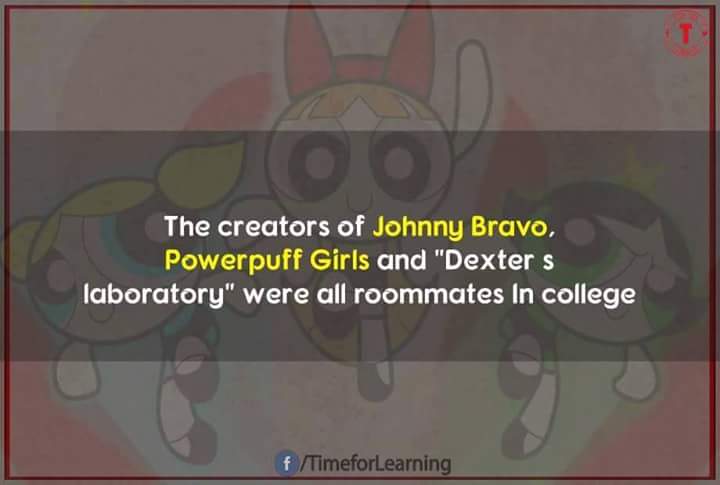 T
The creators of Johnny Bravo,
Powerpuff Girls and "Dexter s
laboratory" were all roommates In college
f /TimeforLearning